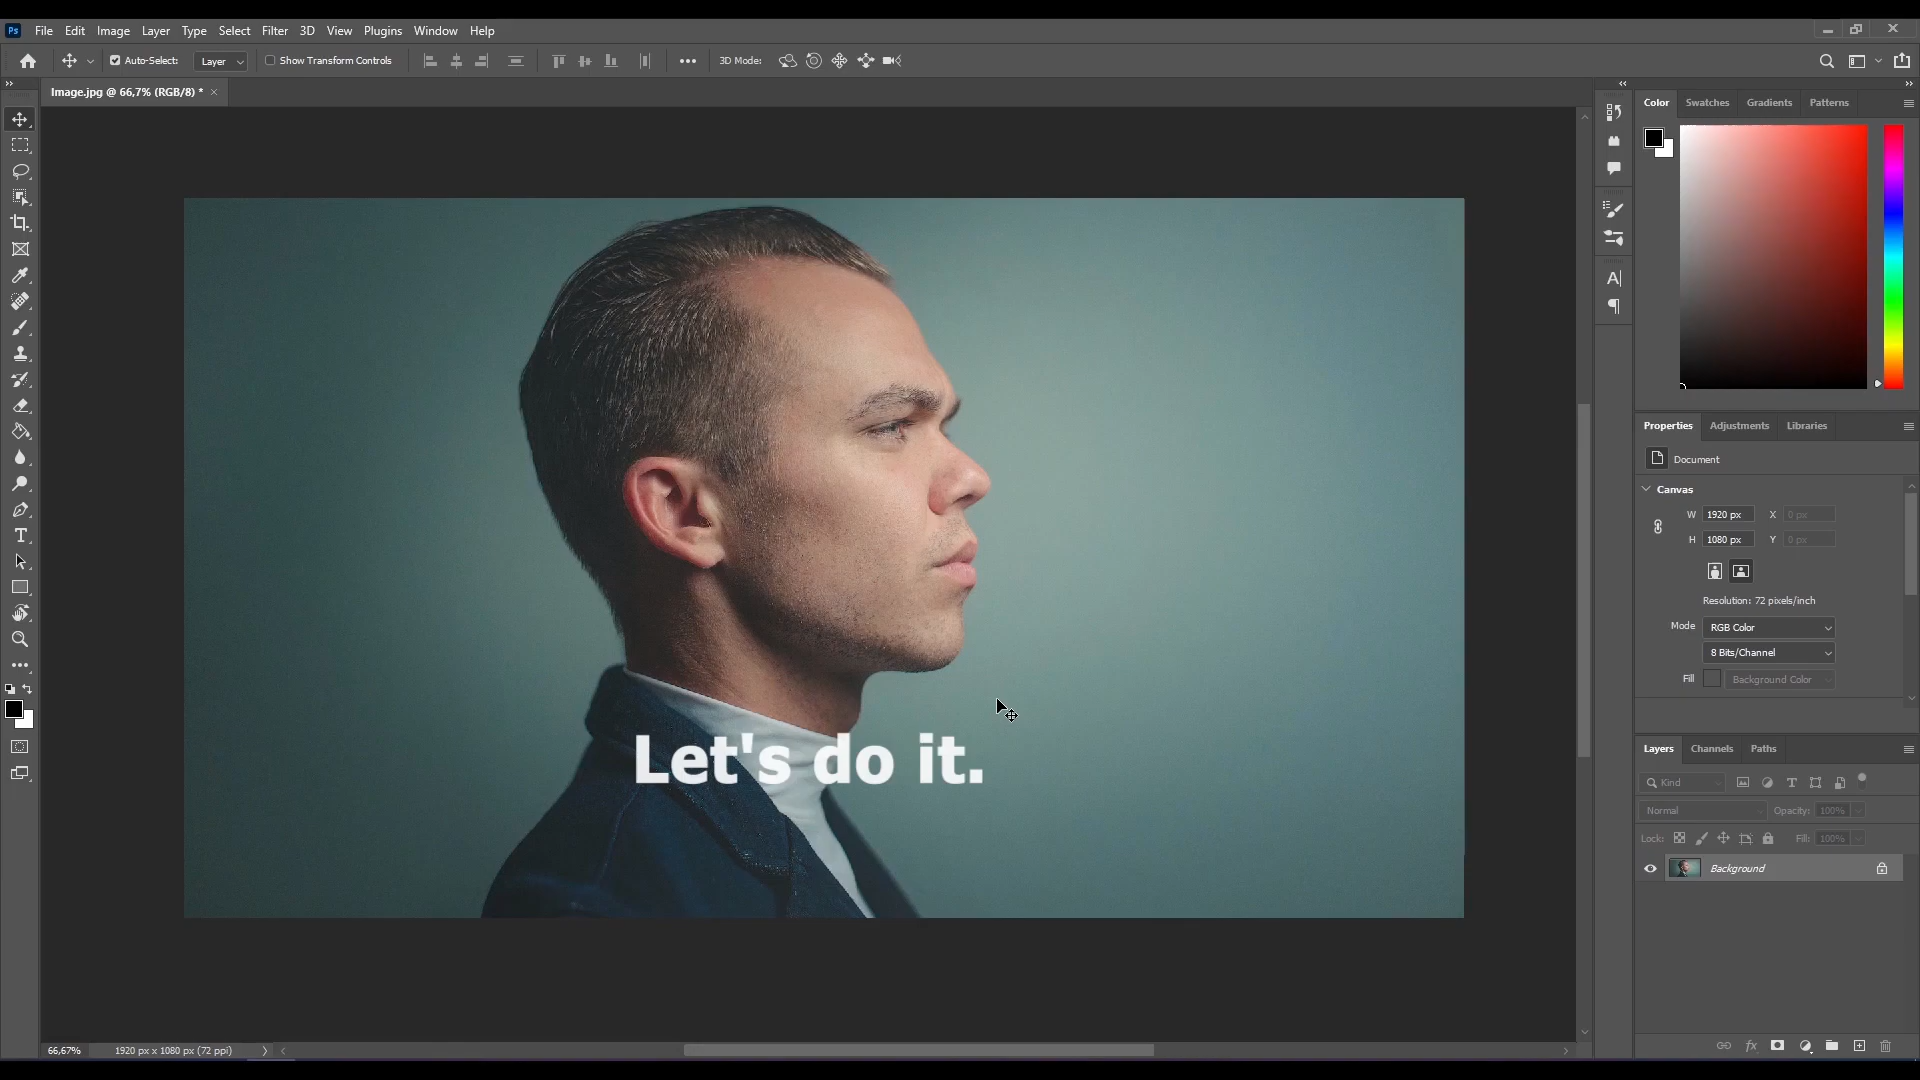 Ps File Edit Image Layer Type Select Filter 3D View Plugins Window Help
Auto-Select: Layer Show Transform Controls 3D Mode:
Image.jpg @ 66,7% (RGB/8) * ×
Color Swatches Gradients Patterns
Properties Adjustments Libraries
Document
Canvas
W 1920 px X 0 px
H 1080 px Y 0 px
Resolution: 72 pixels/inch
Mode RGB Color
8 Bits/Channel
Fill Background Color
Let's do it.
Layers Channels Paths
Kind
Normal Opacity: 100%
Lock: Fill: 100%
Background
66,67% 1920 px x 1080 px (72 ppi)